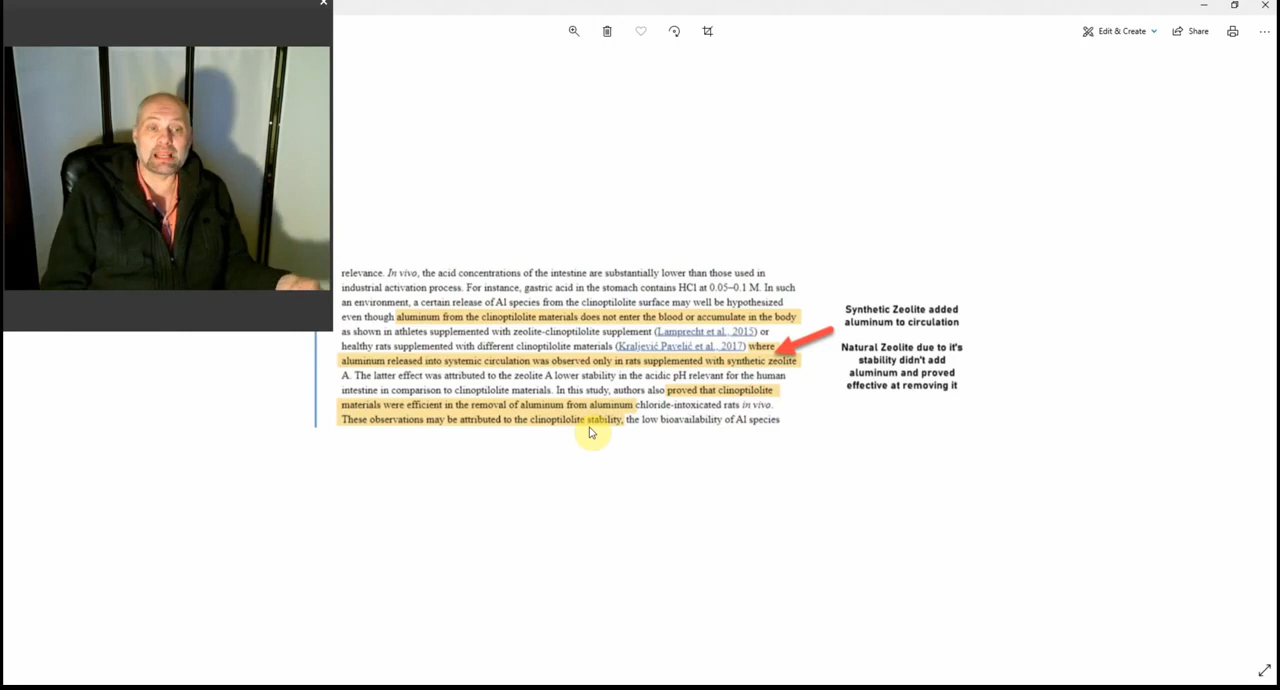 Edit & Create
Share
relevance. In vivo, the acid concentrations of the intestine are substantially lower than those used in
industrial activation process. For instance, gastric acid in the stomach contains HCl at 0.05–0.1 M. In such
an environment, a certain release of Al species from the clinoptilolite surface may well be hypothesized
even though aluminum from the clinoptilolite materials does not enter the blood or accumulate in the body
as shown in athletes supplemented with zeolite-clinoptilolite supplement (Lamprecht et al., 2015) or
healthy rats supplemented with different clinoptilolite materials (Kraljević Pavelić et al., 2017) where
aluminum released into systemic circulation was observed only in rats supplemented with synthetic zeolite
A. The latter effect was attributed to the zeolite A lower stability in the acidic pH relevant for the human
intestine in comparison to clinoptilolite materials. In this study, authors also proved that clinoptilolite
materials were efficient in the removal of aluminum from aluminum chloride-intoxicated rats in vivo.
These observations may be attributed to the clinoptilolite stability, the low bioavailability of Al species
Synthetic Zeolite added
aluminum to circulation
Natural Zeolite due to it's
stability didn't add
aluminum and proved
effective at removing it